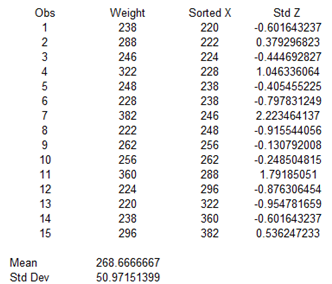 Obs Weight Sorted X Std Z
1 238 220 -0.601643237
2 288 222 0.379296823
3 246 224 -0.444692827
4 322 228 1.046336064
5 248 238 -0.405455225
6 228 238 -0.797831249
7 382 246 2.223464137
8 222 248 -0.915544056
9 262 256 -0.130792008
10 256 262 -0.248504815
11 360 288 1.79185051
12 224 296 -0.876306454
13 220 322 -0.954781659
14 238 360 -0.601643237
15 296 382 0.536247233
Mean 268.6666667
Std Dev 50.97151399